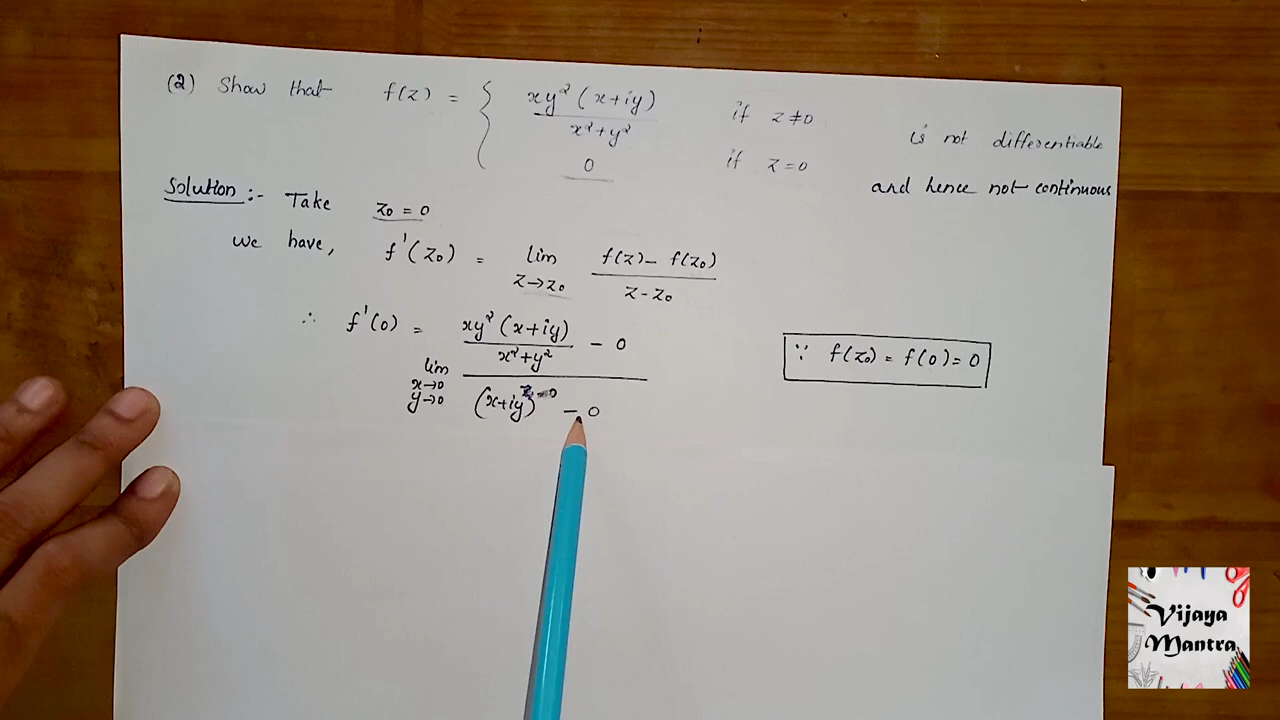 (2) Show that f(z) = { xy² (x+iy) / x²+y² if z≠0
0 if z=0
is not differentiable
and hence not continuous
Solution :- Take z₀ = 0
we have, f'(z₀) = lim z→z₀ f(z) - f(z₀) / z - z₀
∴ f'(0) = lim x→0 y→0 xy² (x+iy) / x²+y² - 0 / (x+iy) - 0
∵ f(z₀) = f(0) = 0
Vijaya
Mantra